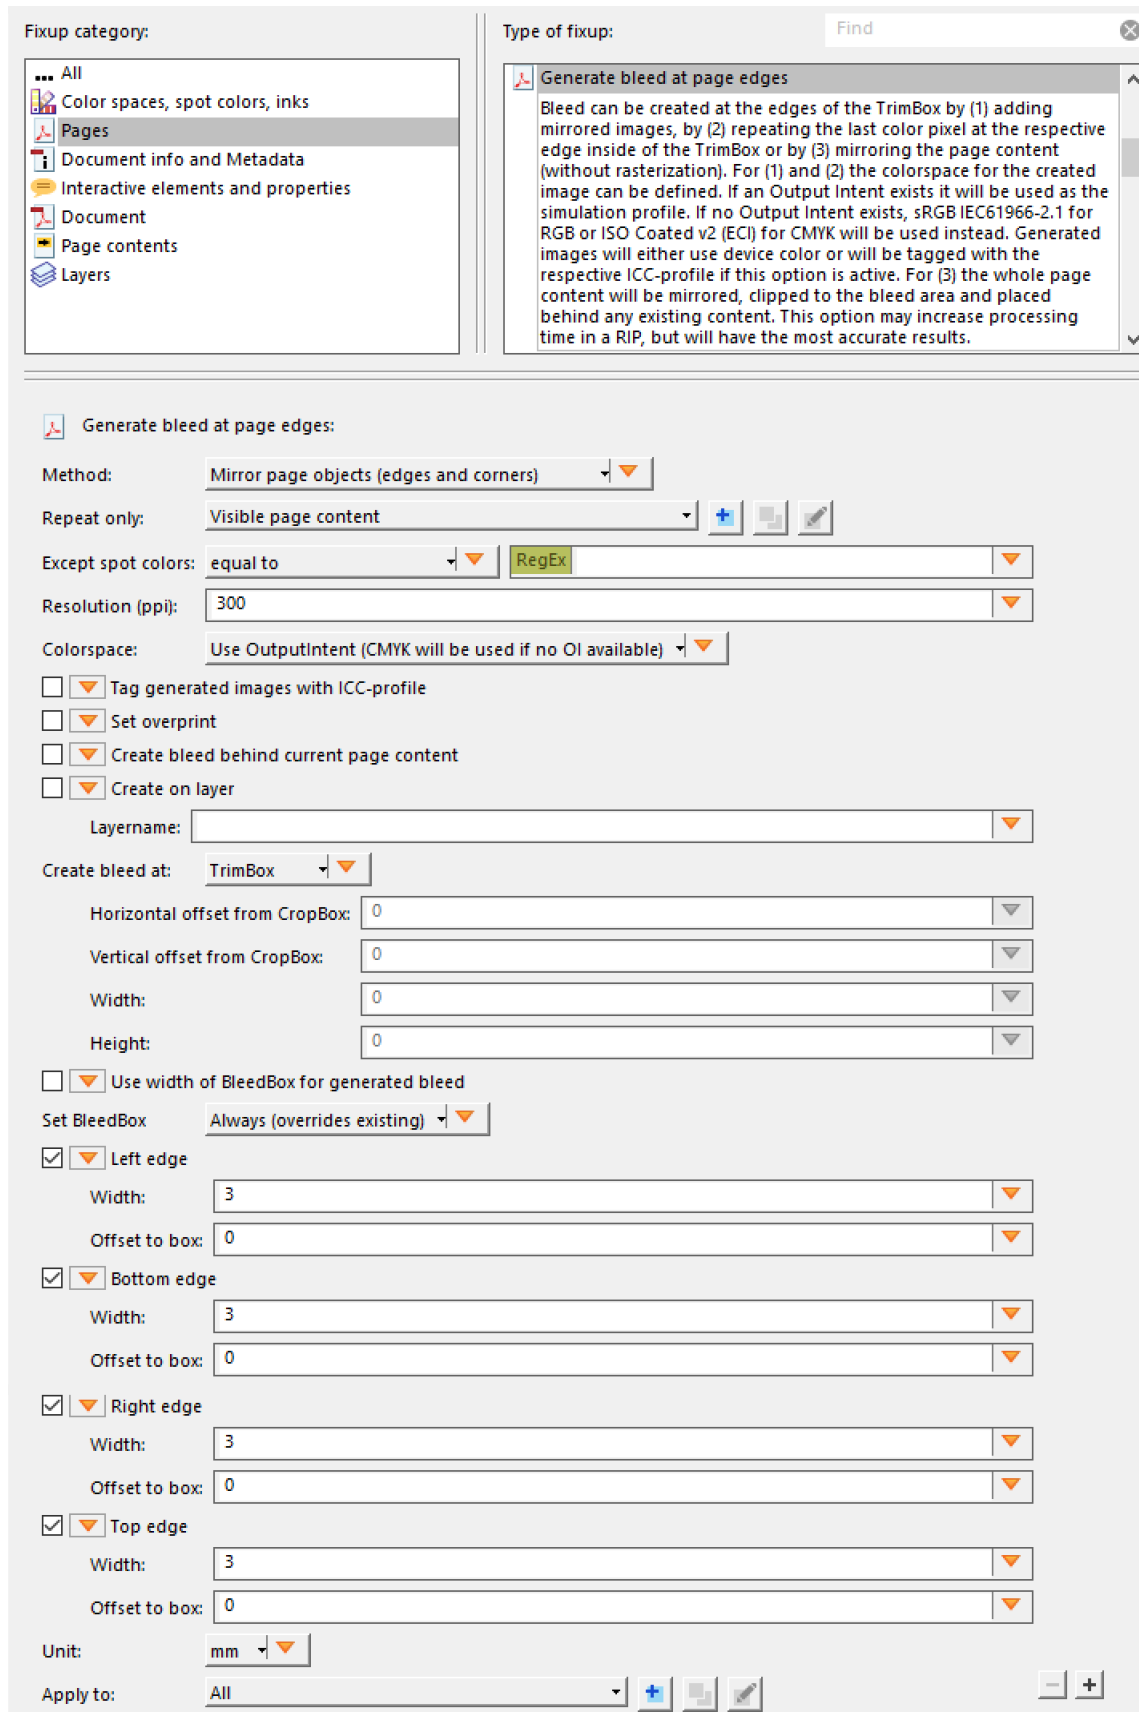 Fixup category:
All
Color spaces, spot colors, inks
Pages
Document info and Metadata
Interactive elements and properties
Document
Page contents
Layers
Type of fixup:
Find
Generate bleed at page edges
Bleed can be created at the edges of the TrimBox by (1) adding
mirrored images, by (2) repeating the last color pixel at the respective
edge inside of the TrimBox or by (3) mirroring the page content
(without rasterization). For (1) and (2) the colorspace for the created
image can be defined. If an Output Intent exists it will be used as the
simulation profile. If no Output Intent exists, sRGB IEC61966-2.1 for
RGB or ISO Coated v2 (ECI) for CMYK will be used instead. Generated
images will either use device color or will be tagged with the
respective ICC-profile if this option is active. For (3) the whole page
content will be mirrored, clipped to the bleed area and placed
behind any existing content. This option may increase processing
time in a RIP, but will have the most accurate results.
Generate bleed at page edges:
Method: Mirror page objects (edges and corners)
Repeat only: Visible page content
Except spot colors: equal to RegEx
Resolution (ppi): 300
Colorspace: Use OutputIntent (CMYK will be used if no OI available)
Tag generated images with ICC-profile
Set overprint
Create bleed behind current page content
Create on layer
Layername:
Create bleed at: TrimBox
Horizontal offset from CropBox: 0
Vertical offset from CropBox: 0
Width: 0
Height: 0
Use width of BleedBox for generated bleed
Set BleedBox Always (overrides existing)
Left edge
Width: 3
Offset to box: 0
Bottom edge
Width: 3
Offset to box: 0
Right edge
Width: 3
Offset to box: 0
Top edge
Width: 3
Offset to box: 0
Unit: mm
Apply to: All